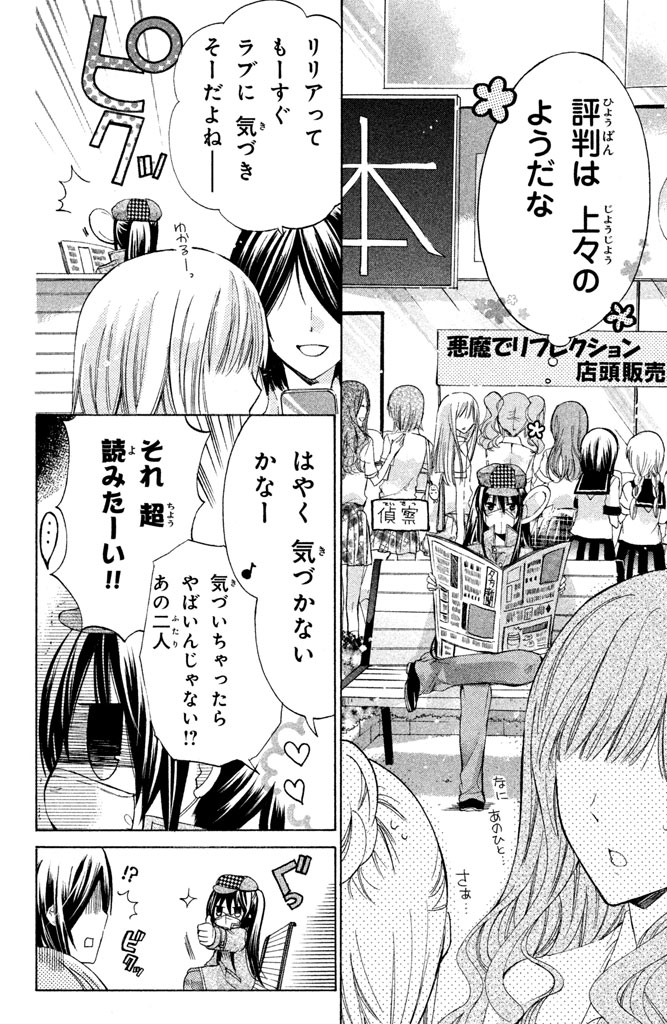 評判は上々の
ようだな
本
悪魔でリフレクション
店頭販売
偵察
なに
あのひと…
さぁ…
リリアって
もーすぐ
ラブに気づき
そーだよねー
ピクッ
ゆかるー。
はやく気づかない
かなー♪
気づいちゃったら
やばいんじゃない!?
あの二人
それ超
読みたーい!!
…
ぐっ
!?
ビクッ